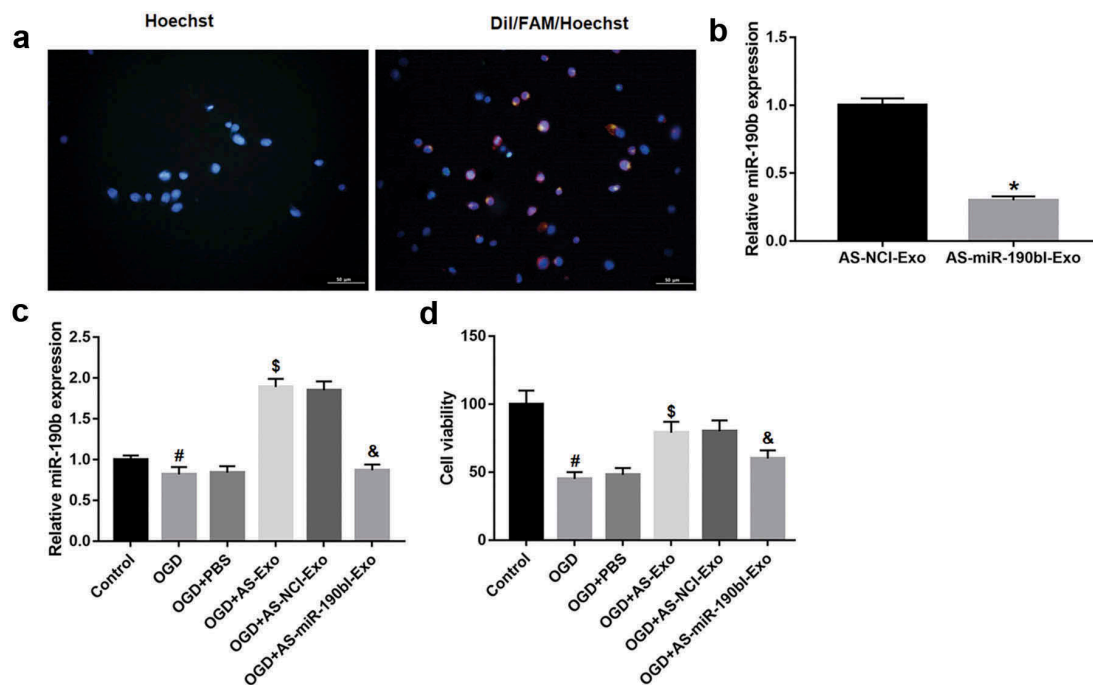 a
Hoechst
Dil/FAM/Hoechst
50 μm
50 μm
b
Relative miR-190b expression
1.5
1.0
0.5
0.0
*
AS-NCI-Exo
AS-miR-190bI-Exo
c
Relative miR-190b expression
2.5
2.0
1.5
1.0
0.5
0.0
#
$
&
Control
OGD
OGD+PBS
OGD+AS-Exo
OGD+AS-NCI-Exo
OGD+AS-miR-190bI-Exo
d
Cell viability
150
100
50
0
#
$
&
Control
OGD
OGD+PBS
OGD+AS-Exo
OGD+AS-NCI-Exo
OGD+AS-miR-190bI-Exo